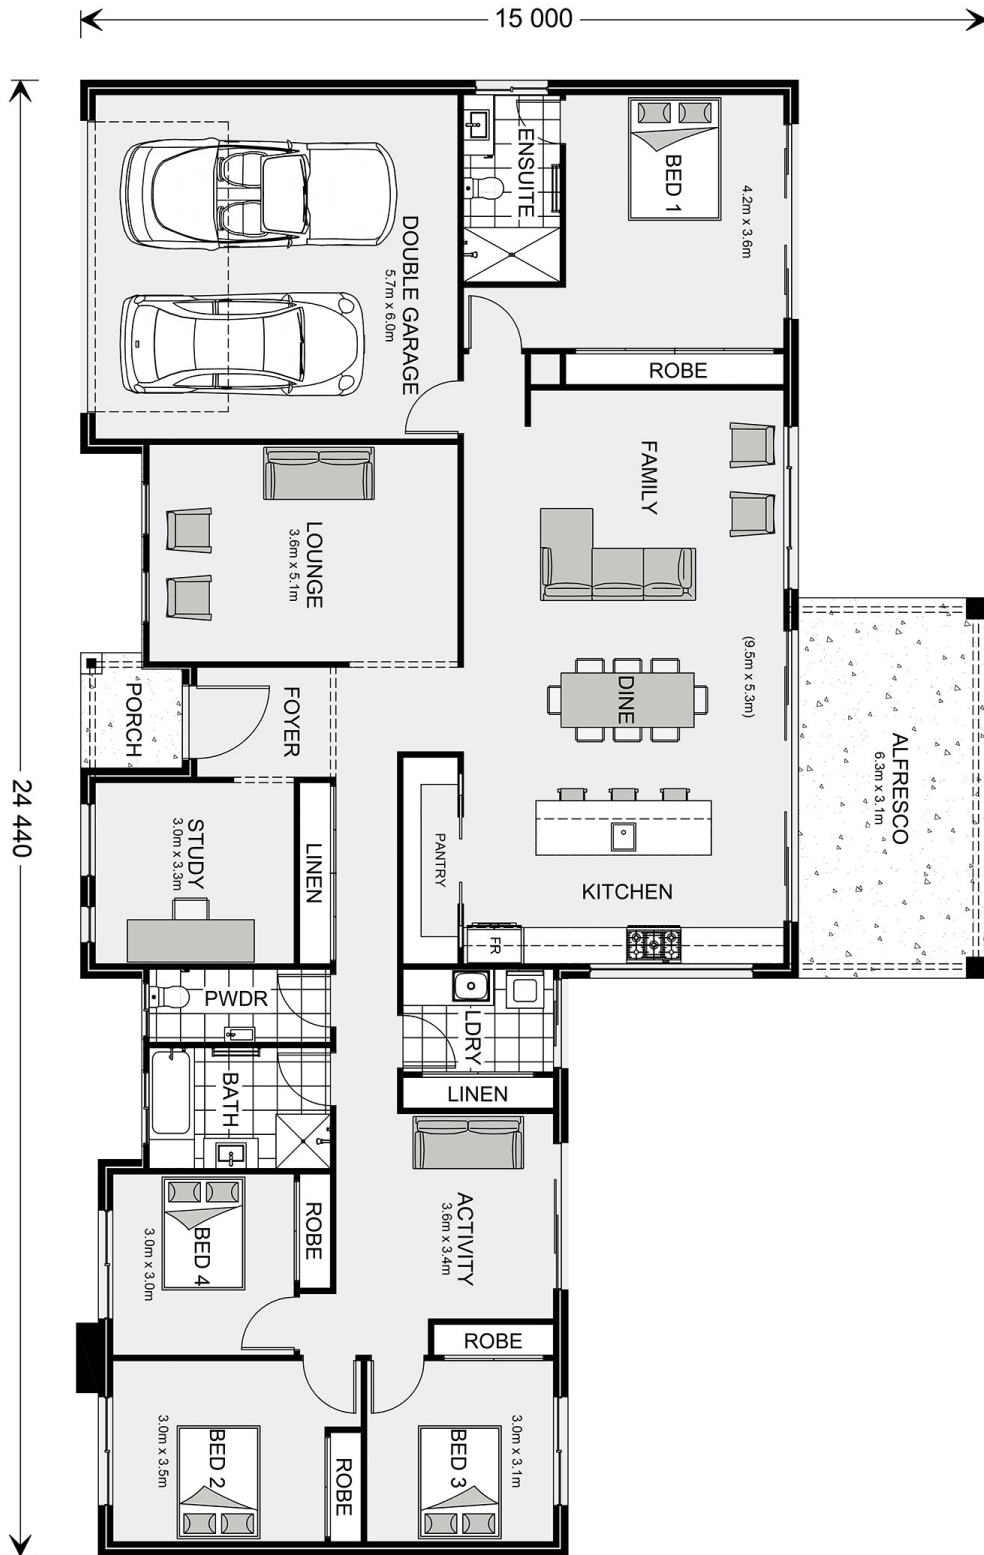 15 000
24 440
DOUBLE GARAGE
5.7m x 6.0m
ENSUITE
BED 1
4.2m x 3.6m
ROBE
LOUNGE
3.6m x 5.1m
FAMILY
(9.5m x 5.3m)
DINE
PORCH
FOYER
ALFRESCO
6.3m x 3.1m
STUDY
3.0m x 3.3m
LINEN
PANTRY
KITCHEN
FR
PWDR
LDRY
LINEN
BATH
ACTIVITY
3.6m x 3.4m
BED 4
3.0m x 3.0m
ROBE
ROBE
BED 2
3.0m x 3.5m
ROBE
BED 3
3.0m x 3.1m